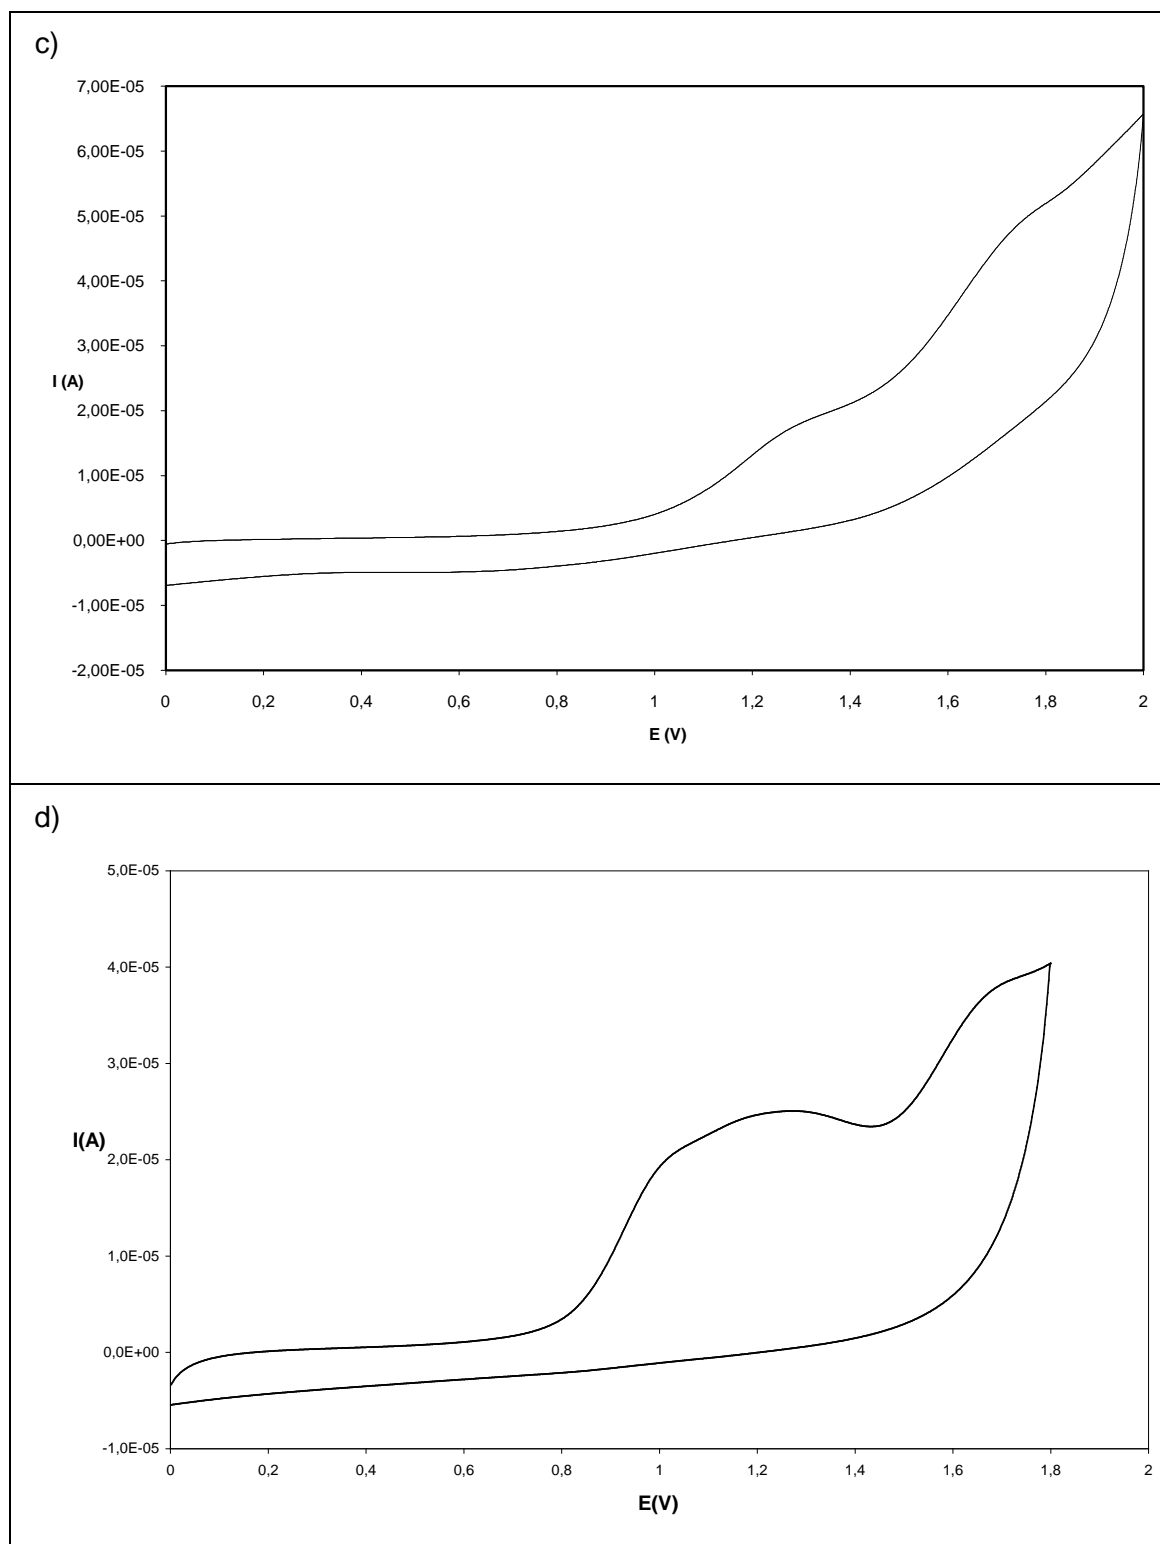 c)
7,00E-05
6,00E-05
5,00E-05
4,00E-05
3,00E-05
I (A)
2,00E-05
1,00E-05
0,00E+00
-1,00E-05
-2,00E-05
0 0,2 0,4 0,6 0,8 1 1,2 1,4 1,6 1,8 2
E (V)
d)
5,0E-05
4,0E-05
3,0E-05
I(A)
2,0E-05
1,0E-05
0,0E+00
-1,0E-05
0 0,2 0,4 0,6 0,8 1 1,2 1,4 1,6 1,8 2
E(V)